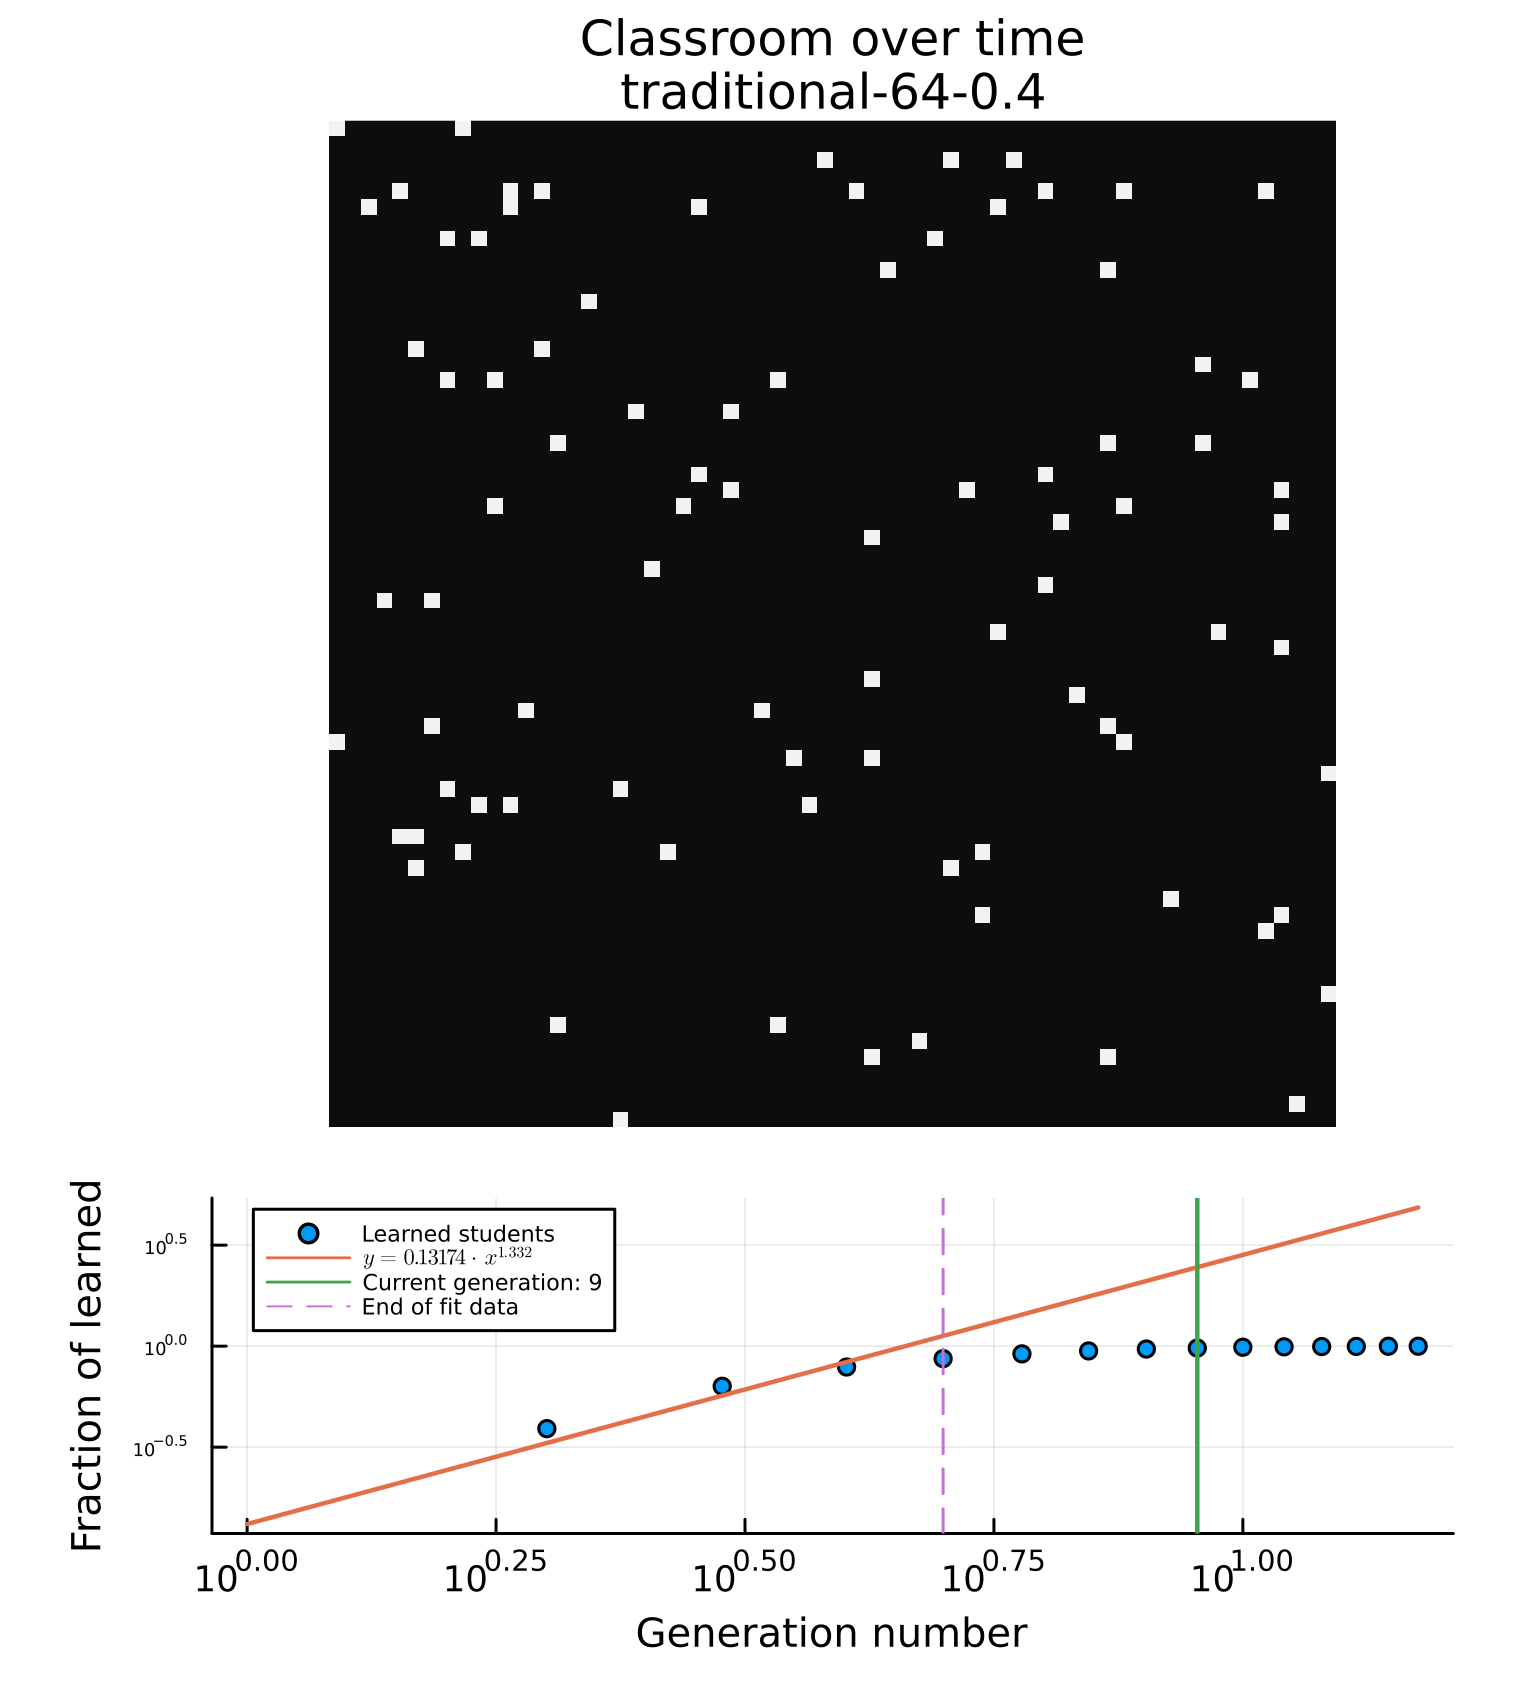 Classroom over time
traditional-64-0.4
Fraction of learned
10^0.5
10^0.0
10^−0.5
Learned students
y = 0.13174 · x^1.332
Current generation: 9
End of fit data
10^0.00 10^0.25 10^0.50 10^0.75 10^1.00
Generation number